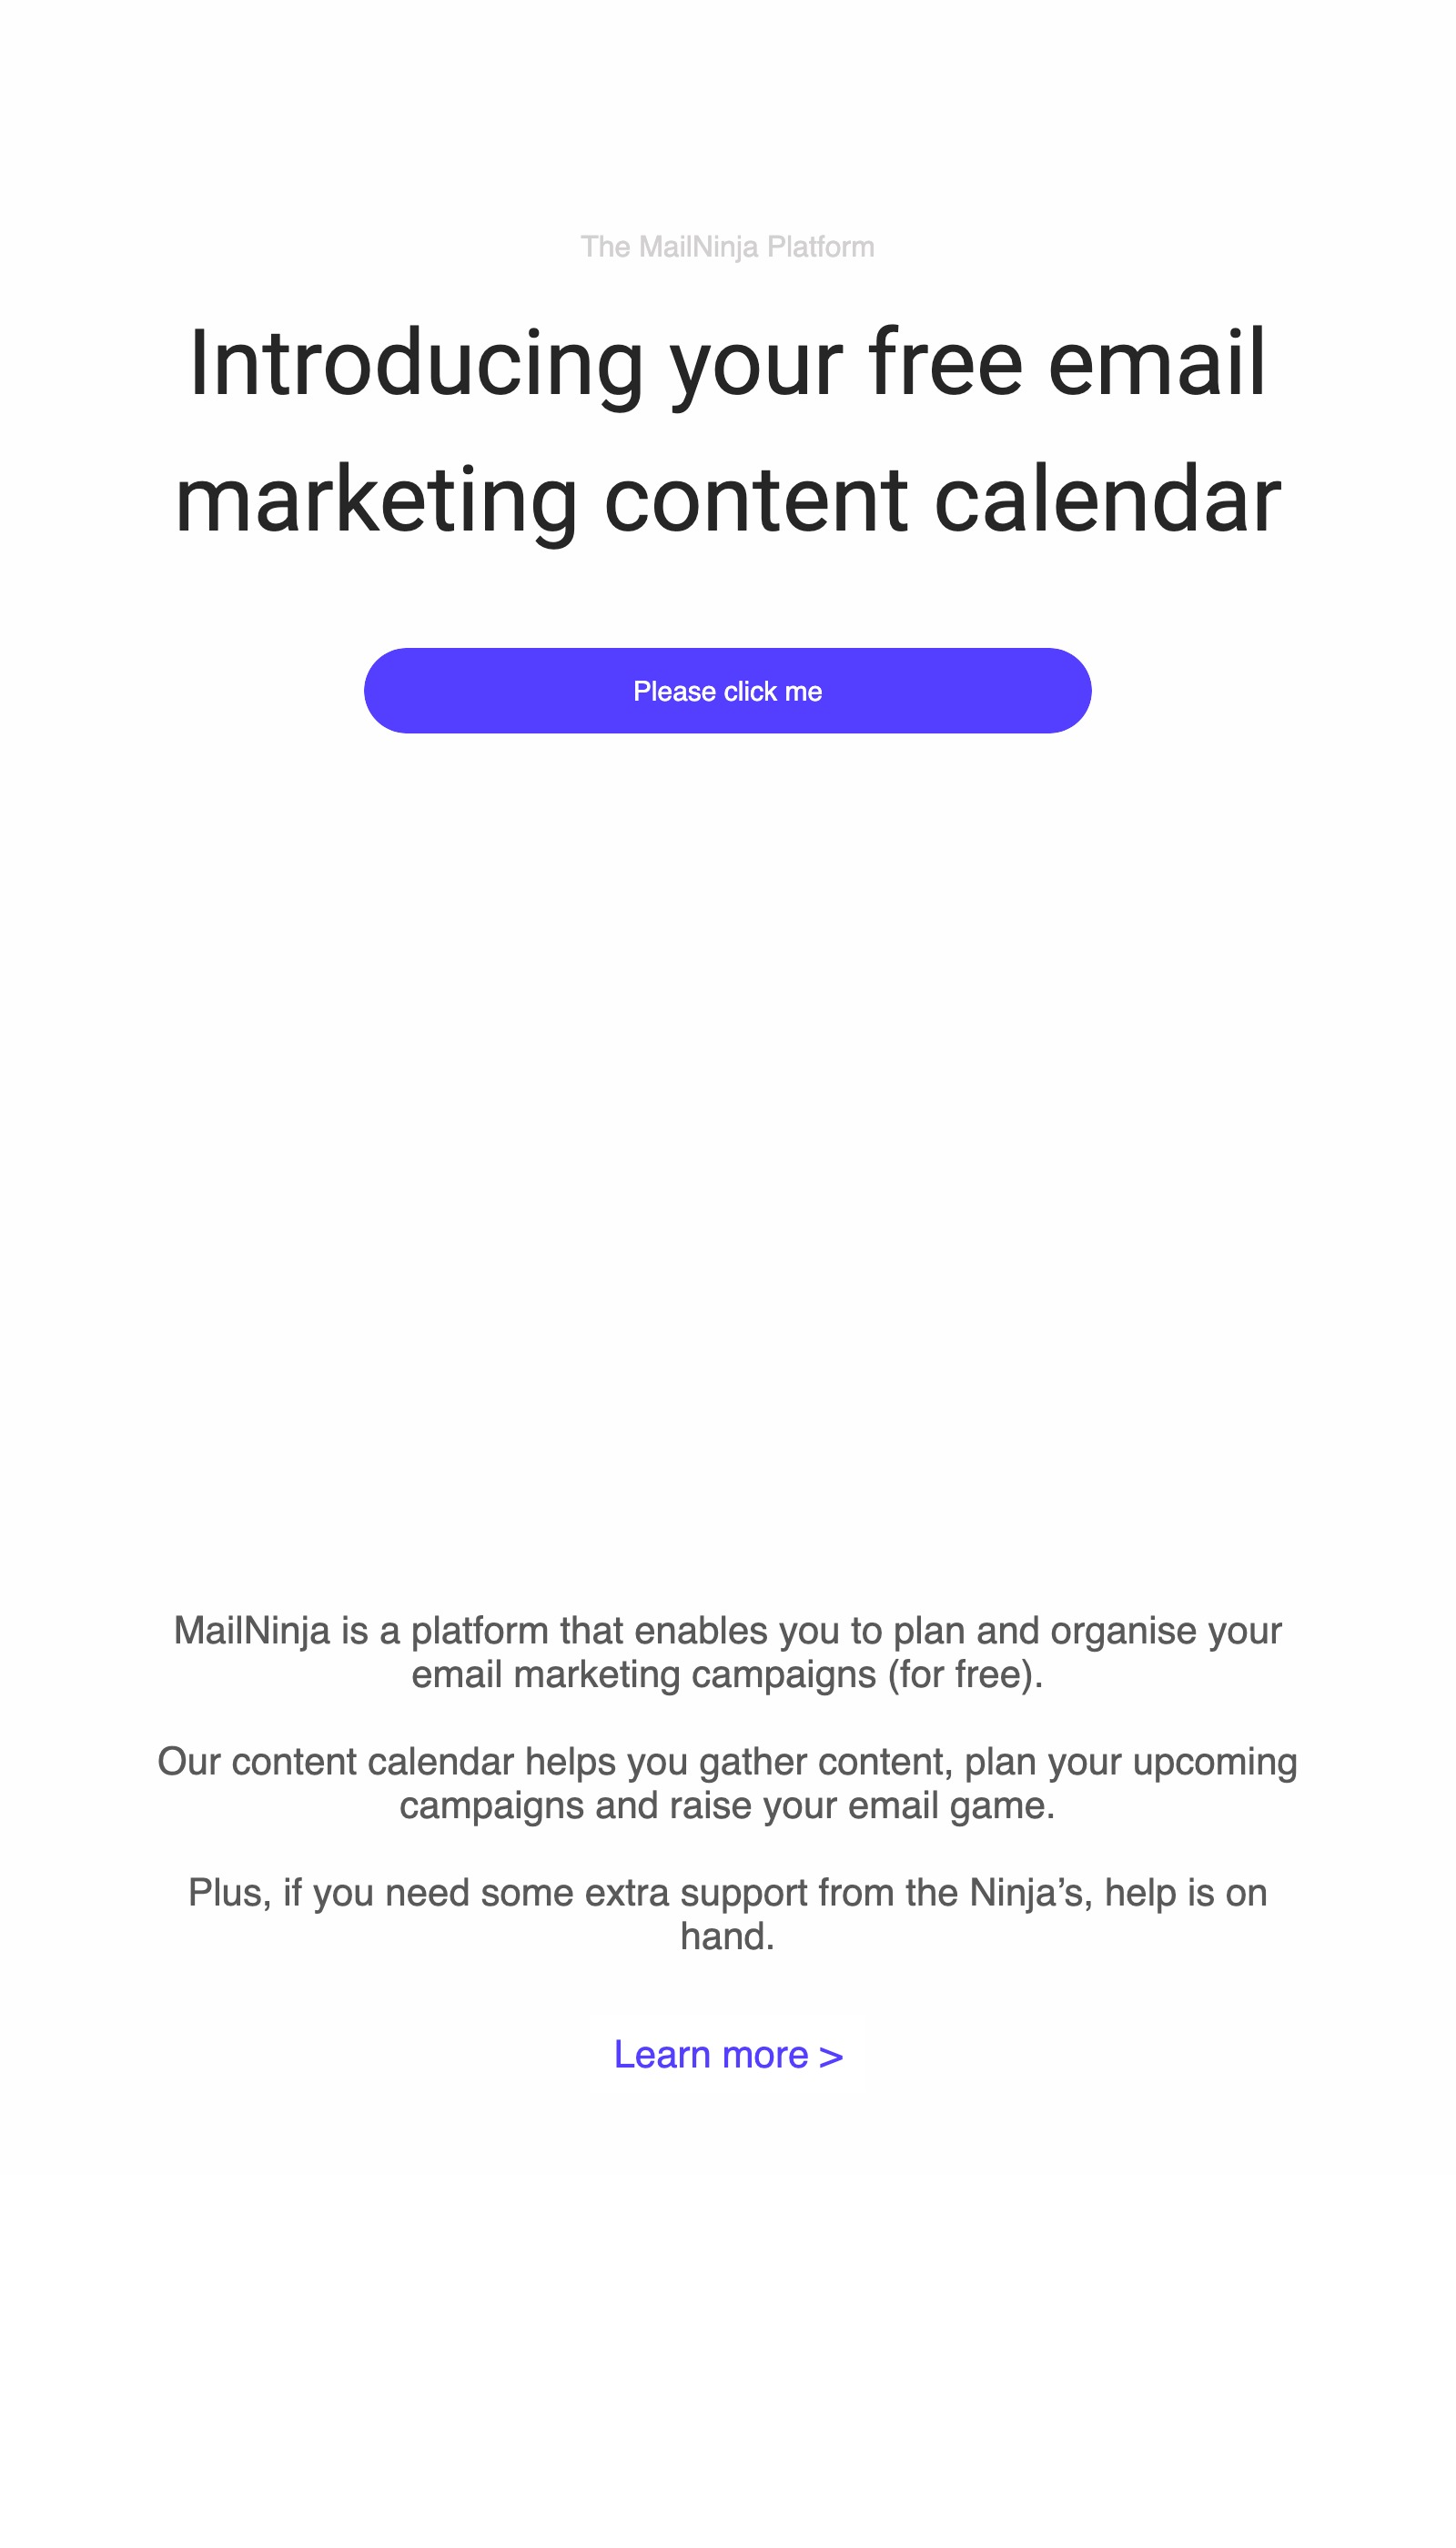 The MailNinja Platform
Introducing your free email
marketing content calendar
Please click me
MailNinja is a platform that enables you to plan and organise your
email marketing campaigns (for free).
Our content calendar helps you gather content, plan your upcoming
campaigns and raise your email game.
Plus, if you need some extra support from the Ninja’s, help is on
hand.
Learn more >